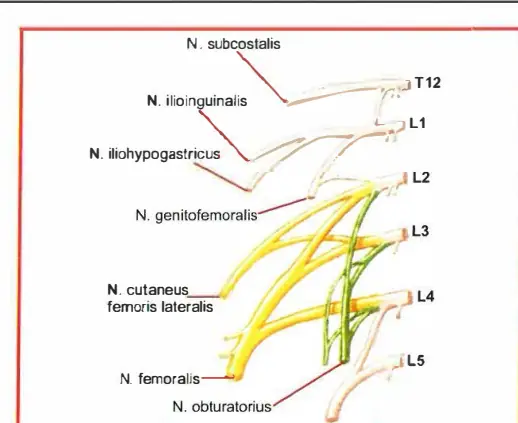 N. subcostalis
T12
N. ilioinguinalis
L1
N. iliohypogastricus
L2
N. genitofemoralis
L3
N. cutaneus
femoris lateralis
L4
L5
N. femoralis
N. obturatorius